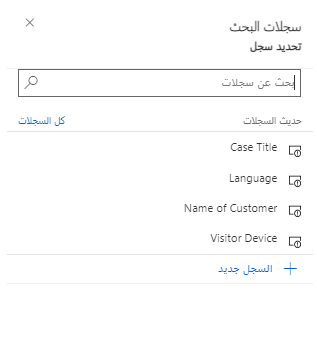 سجلات البحث
تحديد سجل
بحث عن سجلات
حديث السجلات
كل السجلات
Case Title
Language
Name of Customer
Visitor Device
السجل جديد